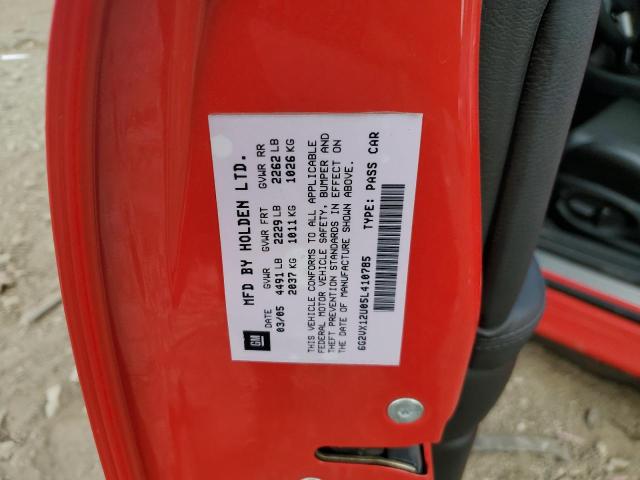 GM
MFD BY HOLDEN LTD.
DATE GVWR GVWR FRT GVWR RR
03/05 4491 LB 2229 LB 2262 LB
2037 KG 1011 KG 1026 KG
THIS VEHICLE CONFORMS TO ALL APPLICABLE
FEDERAL MOTOR VEHICLE SAFETY, BUMPER AND
THEFT PREVENTION STANDARDS IN EFFECT ON
THE DATE OF MANUFACTURE SHOWN ABOVE.
6G2VX12U05L410785 TYPE: PASS CAR